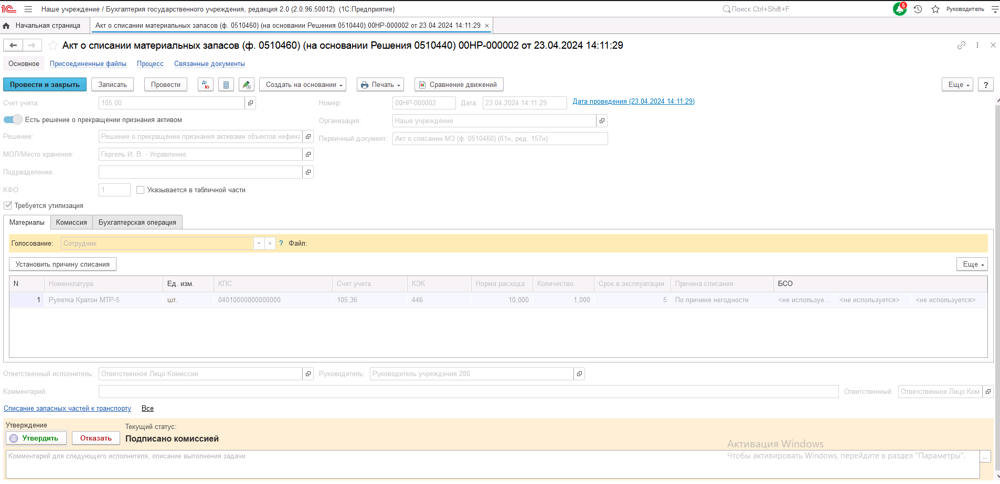 1С Наше учреждение / Бухгалтерия государственного учреждения, редакция 2.0 (2.0.96.50012) (1С:Предприятие) Поиск Ctrl+Shift+F 5 Руководитель
Начальная страница Акт о списании материальных запасов (ф. 0510460) (на основании Решения 0510440) 00НР-000002 от 23.04.2024 14:11:29 ×
Акт о списании материальных запасов (ф. 0510460) (на основании Решения 0510440) 00НР-000002 от 23.04.2024 14:11:29
Основное Присоединенные файлы Процесс Связанные документы
Провести и закрыть Записать Провести Дт Кт Создать на основании Печать Сравнение движений Еще ?
Счет учета: 105.00 Номер: 00НР-000002 Дата: 23.04.2024 14:11:29 Дата проведения (23.04.2024 14:11:29)
Есть решение о прекращении признания активом Организация: Наше учреждение
Решение: Решение о прекращении признания активами объектов нефина Первичный документ: Акт о списании МЗ (ф. 0510460) (61н, ред. 157н)
МОЛ/Место хранения: Гергель И. В. - Управление
Подразделение:
КФО: 1 Указывается в табличной части
Требуется утилизация
Материалы Комиссия Бухгалтерская операция
Голосование: Сотрудник × ? Файл:
Установить причину списания Еще
N Номенклатура Ед. изм. КПС Счет учета КЭК Норма расхода Количество Срок в эксплуатации Причина списания БСО
1 Рулетка Кратон МТР-5 шт. 04010000000000000 105.36 446 10,000 1,000 5 По причине негодности <не используе... <не используется> <не используется>
Ответственный исполнитель: Ответственное Лицо Комиссии Руководитель: Руководитель учреждения 280
Комментарий: Ответственный: Ответственное Лицо Ком
Списание запасных частей к транспорту Все
Утверждение Текущий статус:
Утвердить Отказать Подписано комиссией
Активация Windows
Комментарий для следующего исполнителя, описание выполнения задачи Чтобы активировать Windows, перейдите в раздел "Параметры". ...